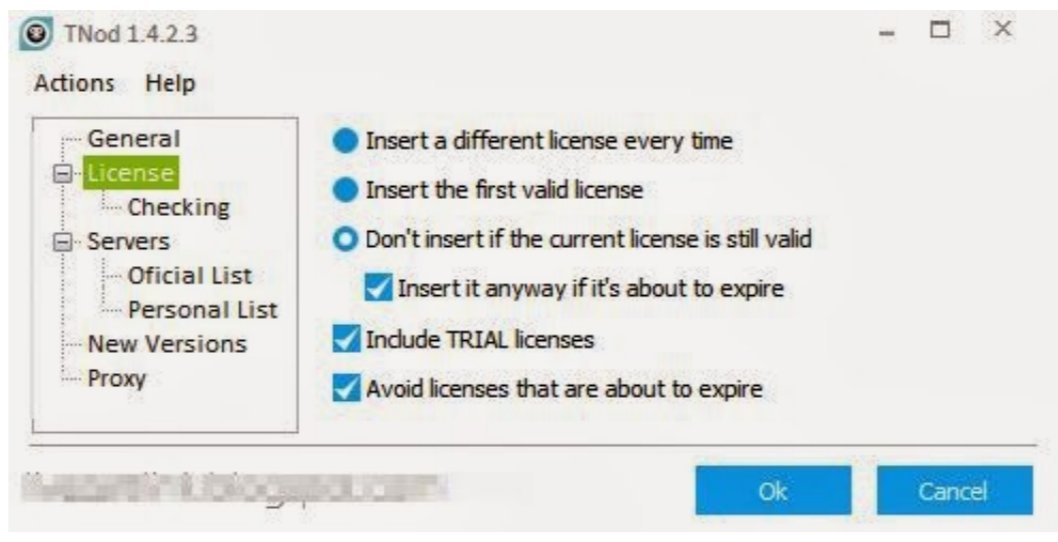 TNod 1.4.2.3
Actions Help
General
License
Checking
Servers
Oficial List
Personal List
New Versions
Proxy
Insert a different license every time
Insert the first valid license
Don't insert if the current license is still valid
Insert it anyway if it's about to expire
Include TRIAL licenses
Avoid licenses that are about to expire
Ok Cancel